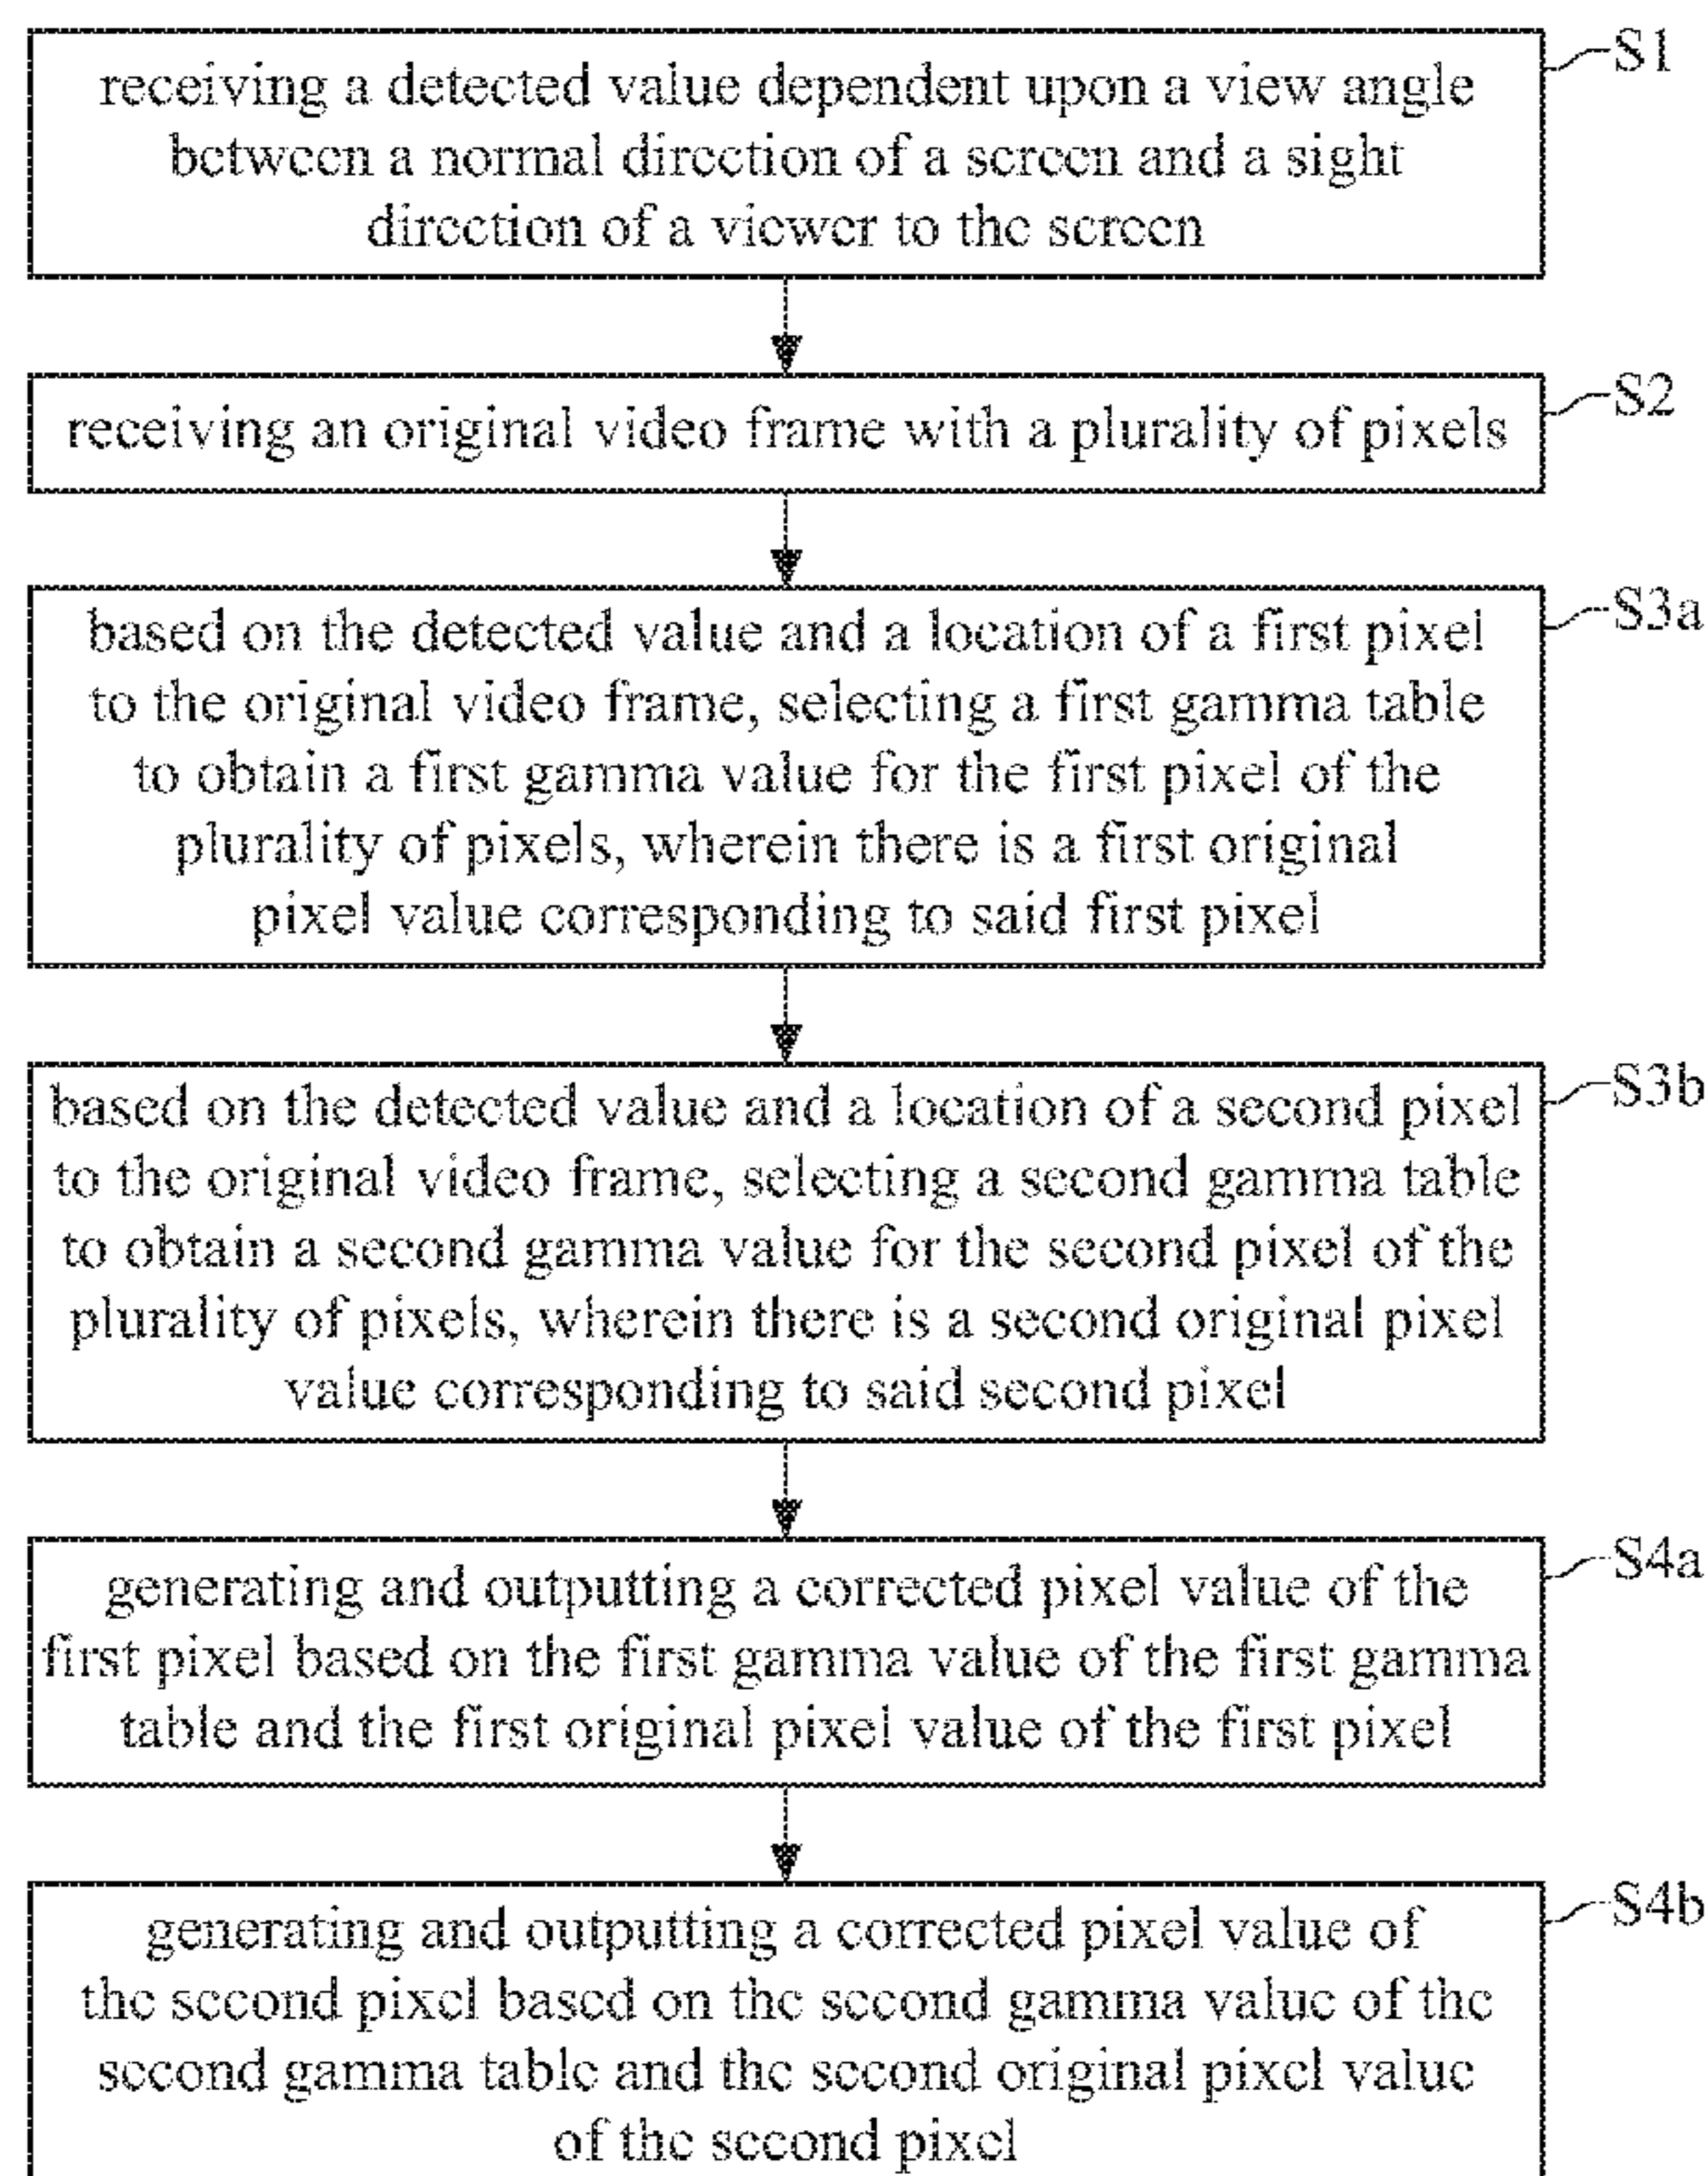 receiving a detected value dependent upon a view angle
between a normal direction of a screen and a sight
direction of a viewer to the screen
S1
receiving an original video frame with a plurality of pixels
S2
based on the detected value and a location of a first pixel
to the original video frame, selecting a first gamma table
to obtain a first gamma value for the first pixel of the
plurality of pixels, wherein there is a first original
pixel value corresponding to said first pixel
S3a
based on the detected value and a location of a second pixel
to the original video frame, selecting a second gamma table
to obtain a second gamma value for the second pixel of the
plurality of pixels, wherein there is a second original pixel
value corresponding to said second pixel
S3b
generating and outputting a corrected pixel value of the
first pixel based on the first gamma value of the first gamma
table and the first original pixel value of the first pixel
S4a
generating and outputting a corrected pixel value of
the second pixel based on the second gamma value of the
second gamma table and the second original pixel value
of the second pixel
S4b